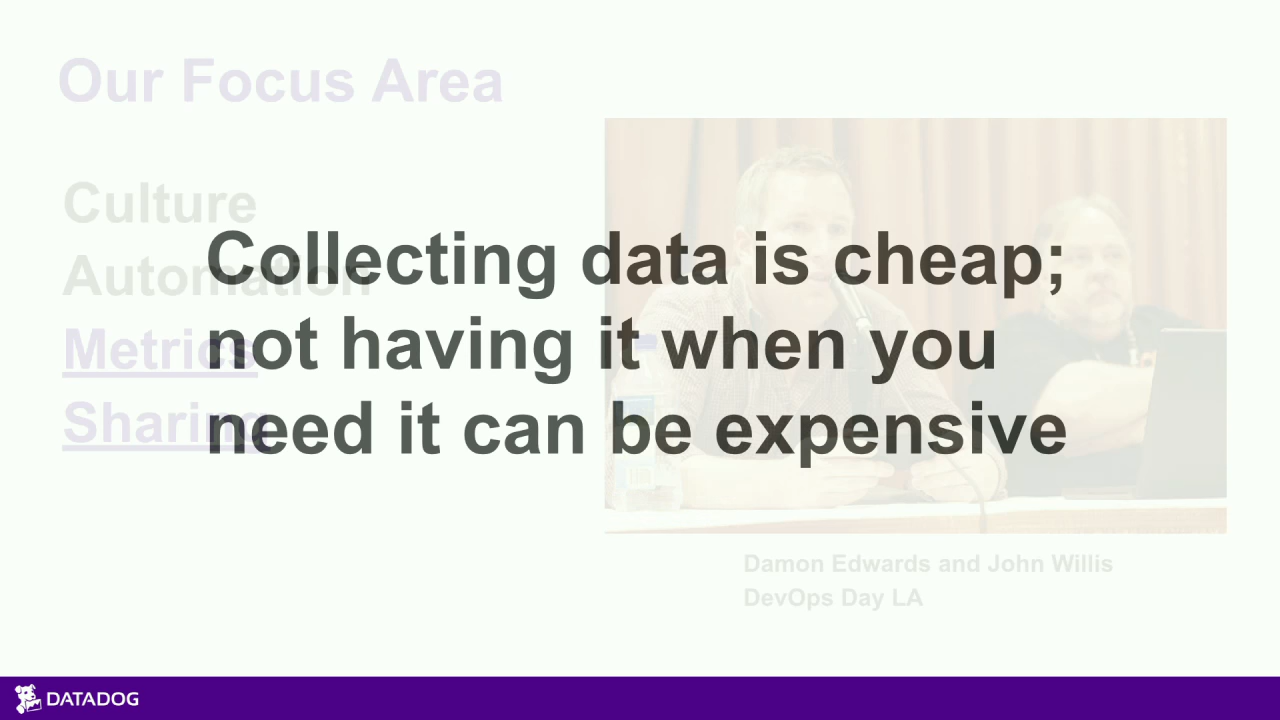 Our Focus Area
Culture
Automation
Metrics
Sharing
Collecting data is cheap;
not having it when you
need it can be expensive
Damon Edwards and John Willis
DevOps Day LA
DATADOG